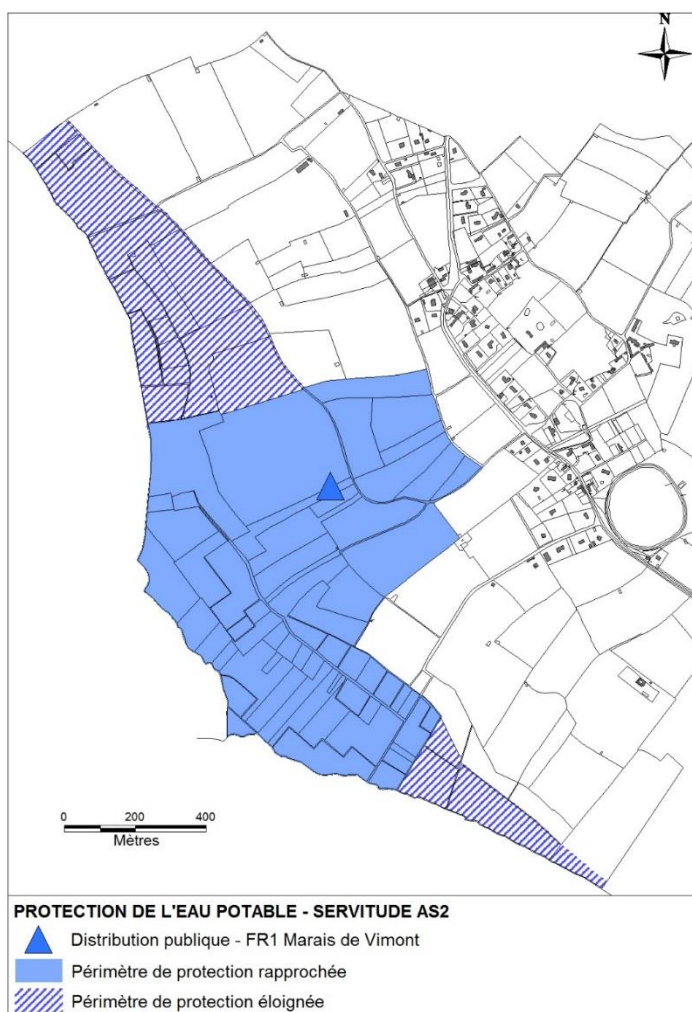 N
0 200 400
Mètres
PROTECTION DE L'EAU POTABLE - SERVITUDE AS2
Distribution publique - FR1 Marais de Vimont
Périmètre de protection rapprochée
Périmètre de protection éloignée